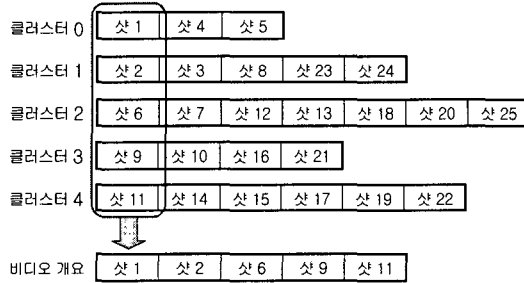 클러스터 0 샷 1 샷 4 샷 5
클러스터 1 샷 2 샷 3 샷 8 샷 23 샷 24
클러스터 2 샷 6 샷 7 샷 12 샷 13 샷 18 샷 20 샷 25
클러스터 3 샷 9 샷 10 샷 16 샷 21
클러스터 4 샷 11 샷 14 샷 15 샷 17 샷 19 샷 22
비디오 개요 샷 1 샷 2 샷 6 샷 9 샷 11